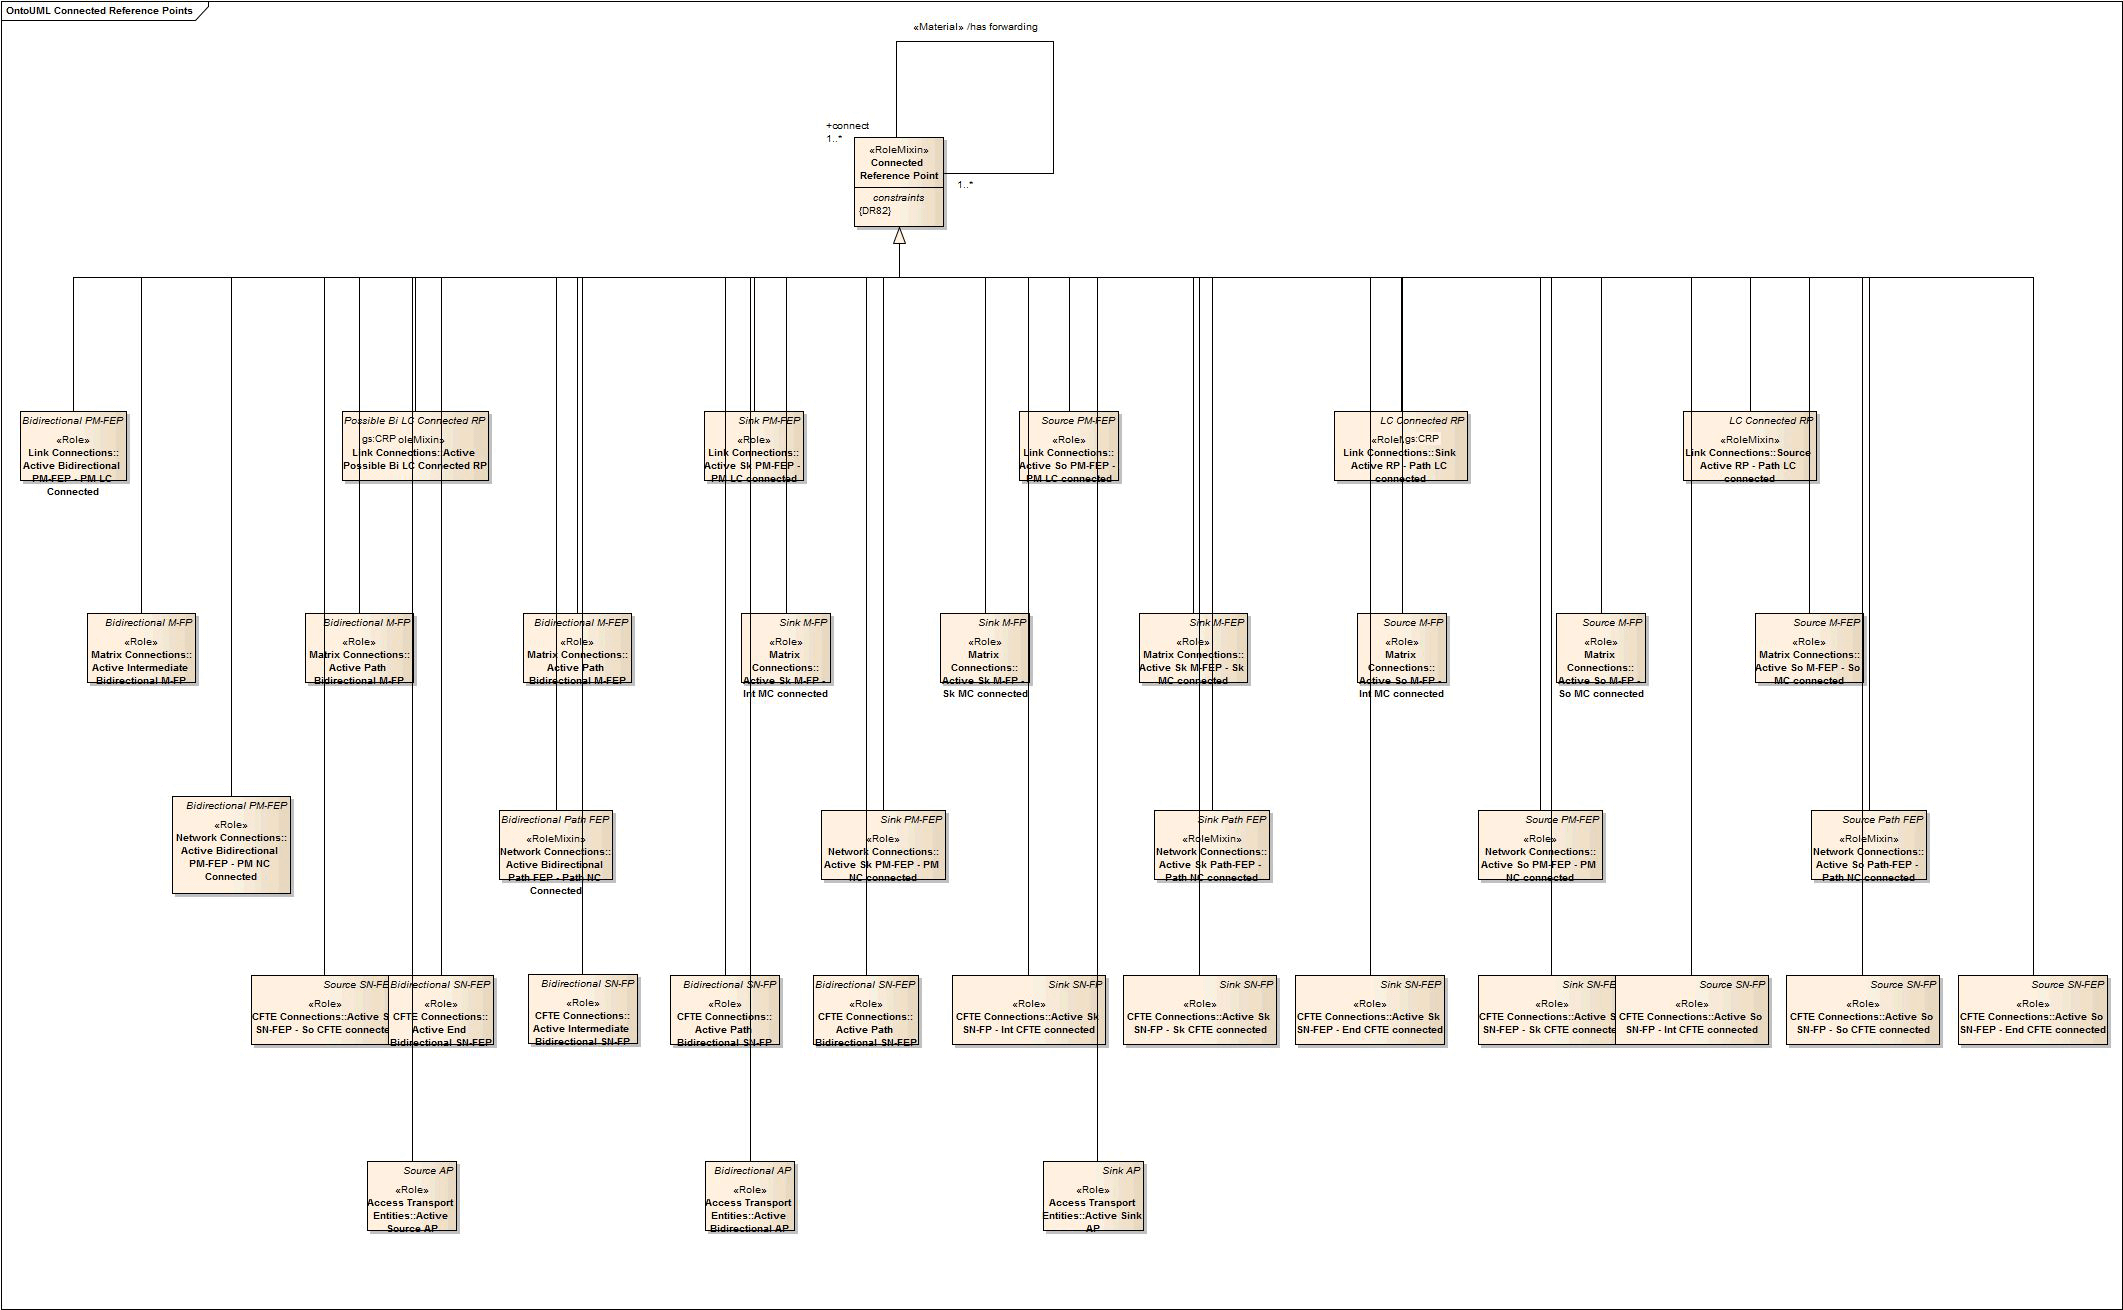 OntoUML Connected Reference Points
«Material» /has forwarding
+connect
1..*
«RoleMixin»
Connected
Reference Point
constraints
{DR82}
1..*
Bidirectional PM-FEP
«Role»
Link Connections::
Active Bidirectional
PM-FEP - PM LC
Connected
Possible Bi LC Connected RP
gs:CRP oleMixin»
Link Connections::Active
Possible Bi LC Connected RP
Sink PM-FEP
«Role»
Link Connections::
Active Sk PM-FEP -
PM LC connected
Source PM-FEP
«Role»
Link Connections::
Active So PM-FEP -
PM LC connected
LC Connected RP
«Role gs:CRP
Link Connections::Sink
Active RP - Path LC
connected
LC Connected RP
«RoleMixin»
Link Connections::Source
Active RP - Path LC
connected
Bidirectional M-FP
«Role»
Matrix Connections::
Active Intermediate
Bidirectional M-FP
Bidirectional M-FP
«Role»
Matrix Connections::
Active Path
Bidirectional M-FP
Bidirectional M-FEP
«Role»
Matrix Connections::
Active Path
Bidirectional M-FEP
Sink M-FP
«Role»
Matrix
Connections::
Active Sk M-FP -
Int MC connected
Sink M-FP
«Role»
Matrix
Connections::
Active Sk M-FP -
Sk MC connected
Sink M-FEP
«Role»
Matrix Connections::
Active Sk M-FEP - Sk
MC connected
Source M-FP
«Role»
Matrix
Connections::
Active So M-FP -
Int MC connected
Source M-FP
«Role»
Matrix
Connections::
Active So M-FP -
So MC connected
Source M-FEP
«Role»
Matrix Connections::
Active So M-FEP - So
MC connected
Bidirectional PM-FEP
«Role»
Network Connections::
Active Bidirectional
PM-FEP - PM NC
Connected
Bidirectional Path FEP
«RoleMixin»
Network Connections::
Active Bidirectional
Path FEP - Path NC
Connected
Sink PM-FEP
«Role»
Network Connections::
Active Sk PM-FEP - PM
NC connected
Sink Path FEP
«RoleMixin»
Network Connections::
Active Sk Path-FEP -
Path NC connected
Source PM-FEP
«Role»
Network Connections::
Active So PM-FEP - PM
NC connected
Source Path FEP
«RoleMixin»
Network Connections::
Active So Path-FEP -
Path NC connected
Source SN-FE
«Role»
CFTE Connections::Active S
SN-FEP - So CFTE connecte
Bidirectional SN-FEP
«Role»
CFTE Connections::
Active End
Bidirectional SN-FEP
Bidirectional SN-FP
«Role»
CFTE Connections::
Active Intermediate
Bidirectional SN-FP
Bidirectional SN-FP
«Role»
CFTE Connections::
Active Path
Bidirectional SN-FP
Bidirectional SN-FEP
«Role»
CFTE Connections::
Active Path
Bidirectional SN-FEP
Sink SN-FP
«Role»
CFTE Connections::Active Sk
SN-FP - Int CFTE connected
Sink SN-FP
«Role»
CFTE Connections::Active Sk
SN-FP - Sk CFTE connected
Sink SN-FEP
«Role»
CFTE Connections::Active Sk
SN-FEP - End CFTE connected
Sink SN-FE
«Role»
CFTE Connections::Active S
SN-FEP - Sk CFTE connecte
Source SN-FP
«Role»
CFTE Connections::Active So
SN-FP - Int CFTE connected
Source SN-FP
«Role»
CFTE Connections::Active So
SN-FP - So CFTE connected
Source SN-FEP
«Role»
CFTE Connections::Active So
SN-FEP - End CFTE connected
Source AP
«Role»
Access Transport
Entities::Active
Source AP
Bidirectional AP
«Role»
Access Transport
Entities::Active
Bidirectional AP
Sink AP
«Role»
Access Transport
Entities::Active Sink
AP